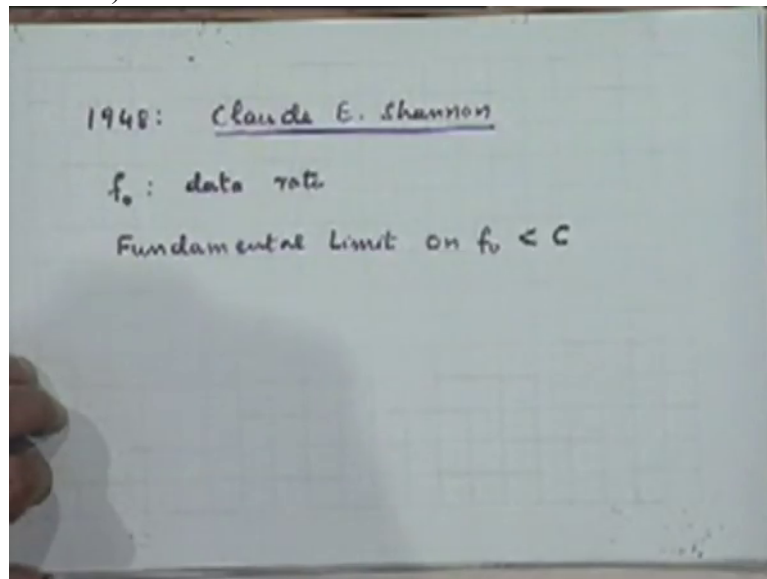 1948: Claude E. Shannon
f₀: data rate
Fundamental Limit on f₀ < C